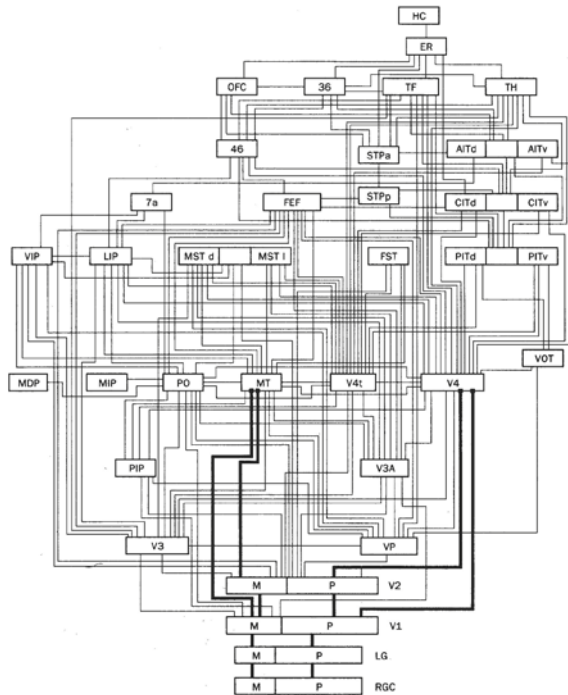 HC
ER
OFC 36 TF TH
46 STPa AITd AITv
7a FEF STPp CITd CITv
VIP LIP MST d MST l FST PITd PITv
VOT
MDP MIP PO MT V4t V4
PIP V3A
V3 VP
M P V2
M P V1
M P LG
M P RGC